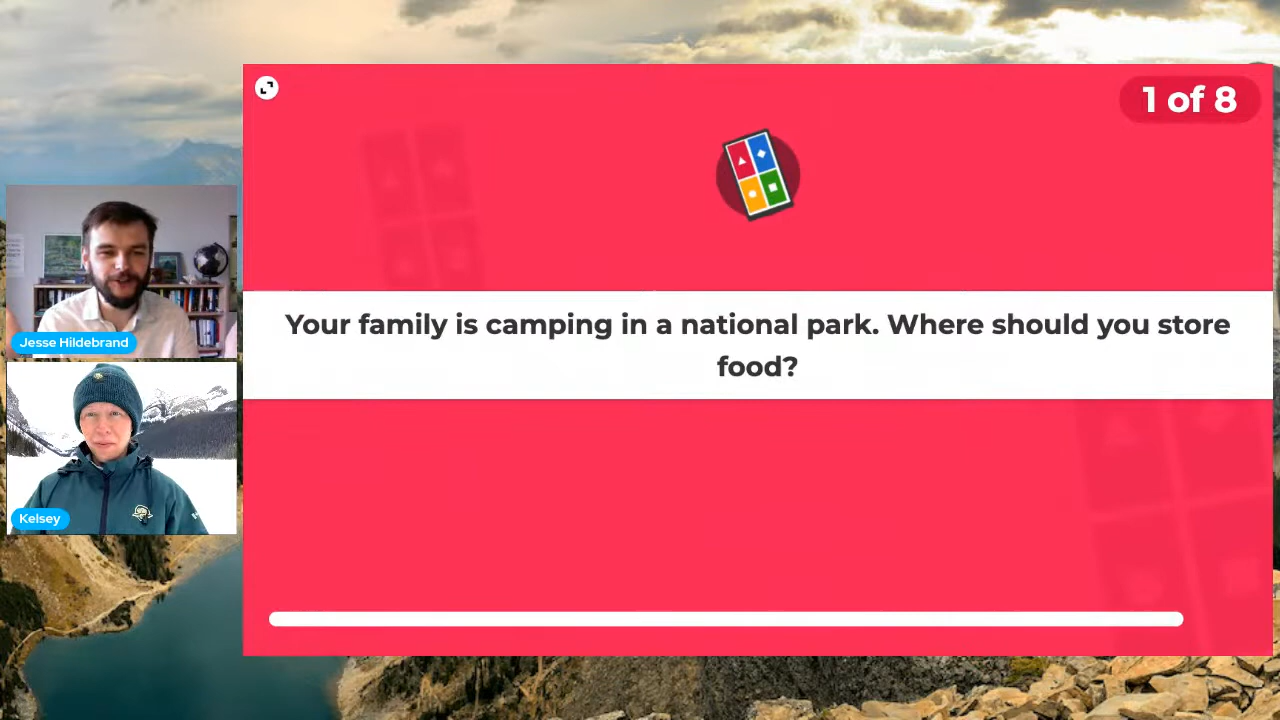 1 of 8
Your family is camping in a national park. Where should you store
food?
Jesse Hildebrand
Kelsey